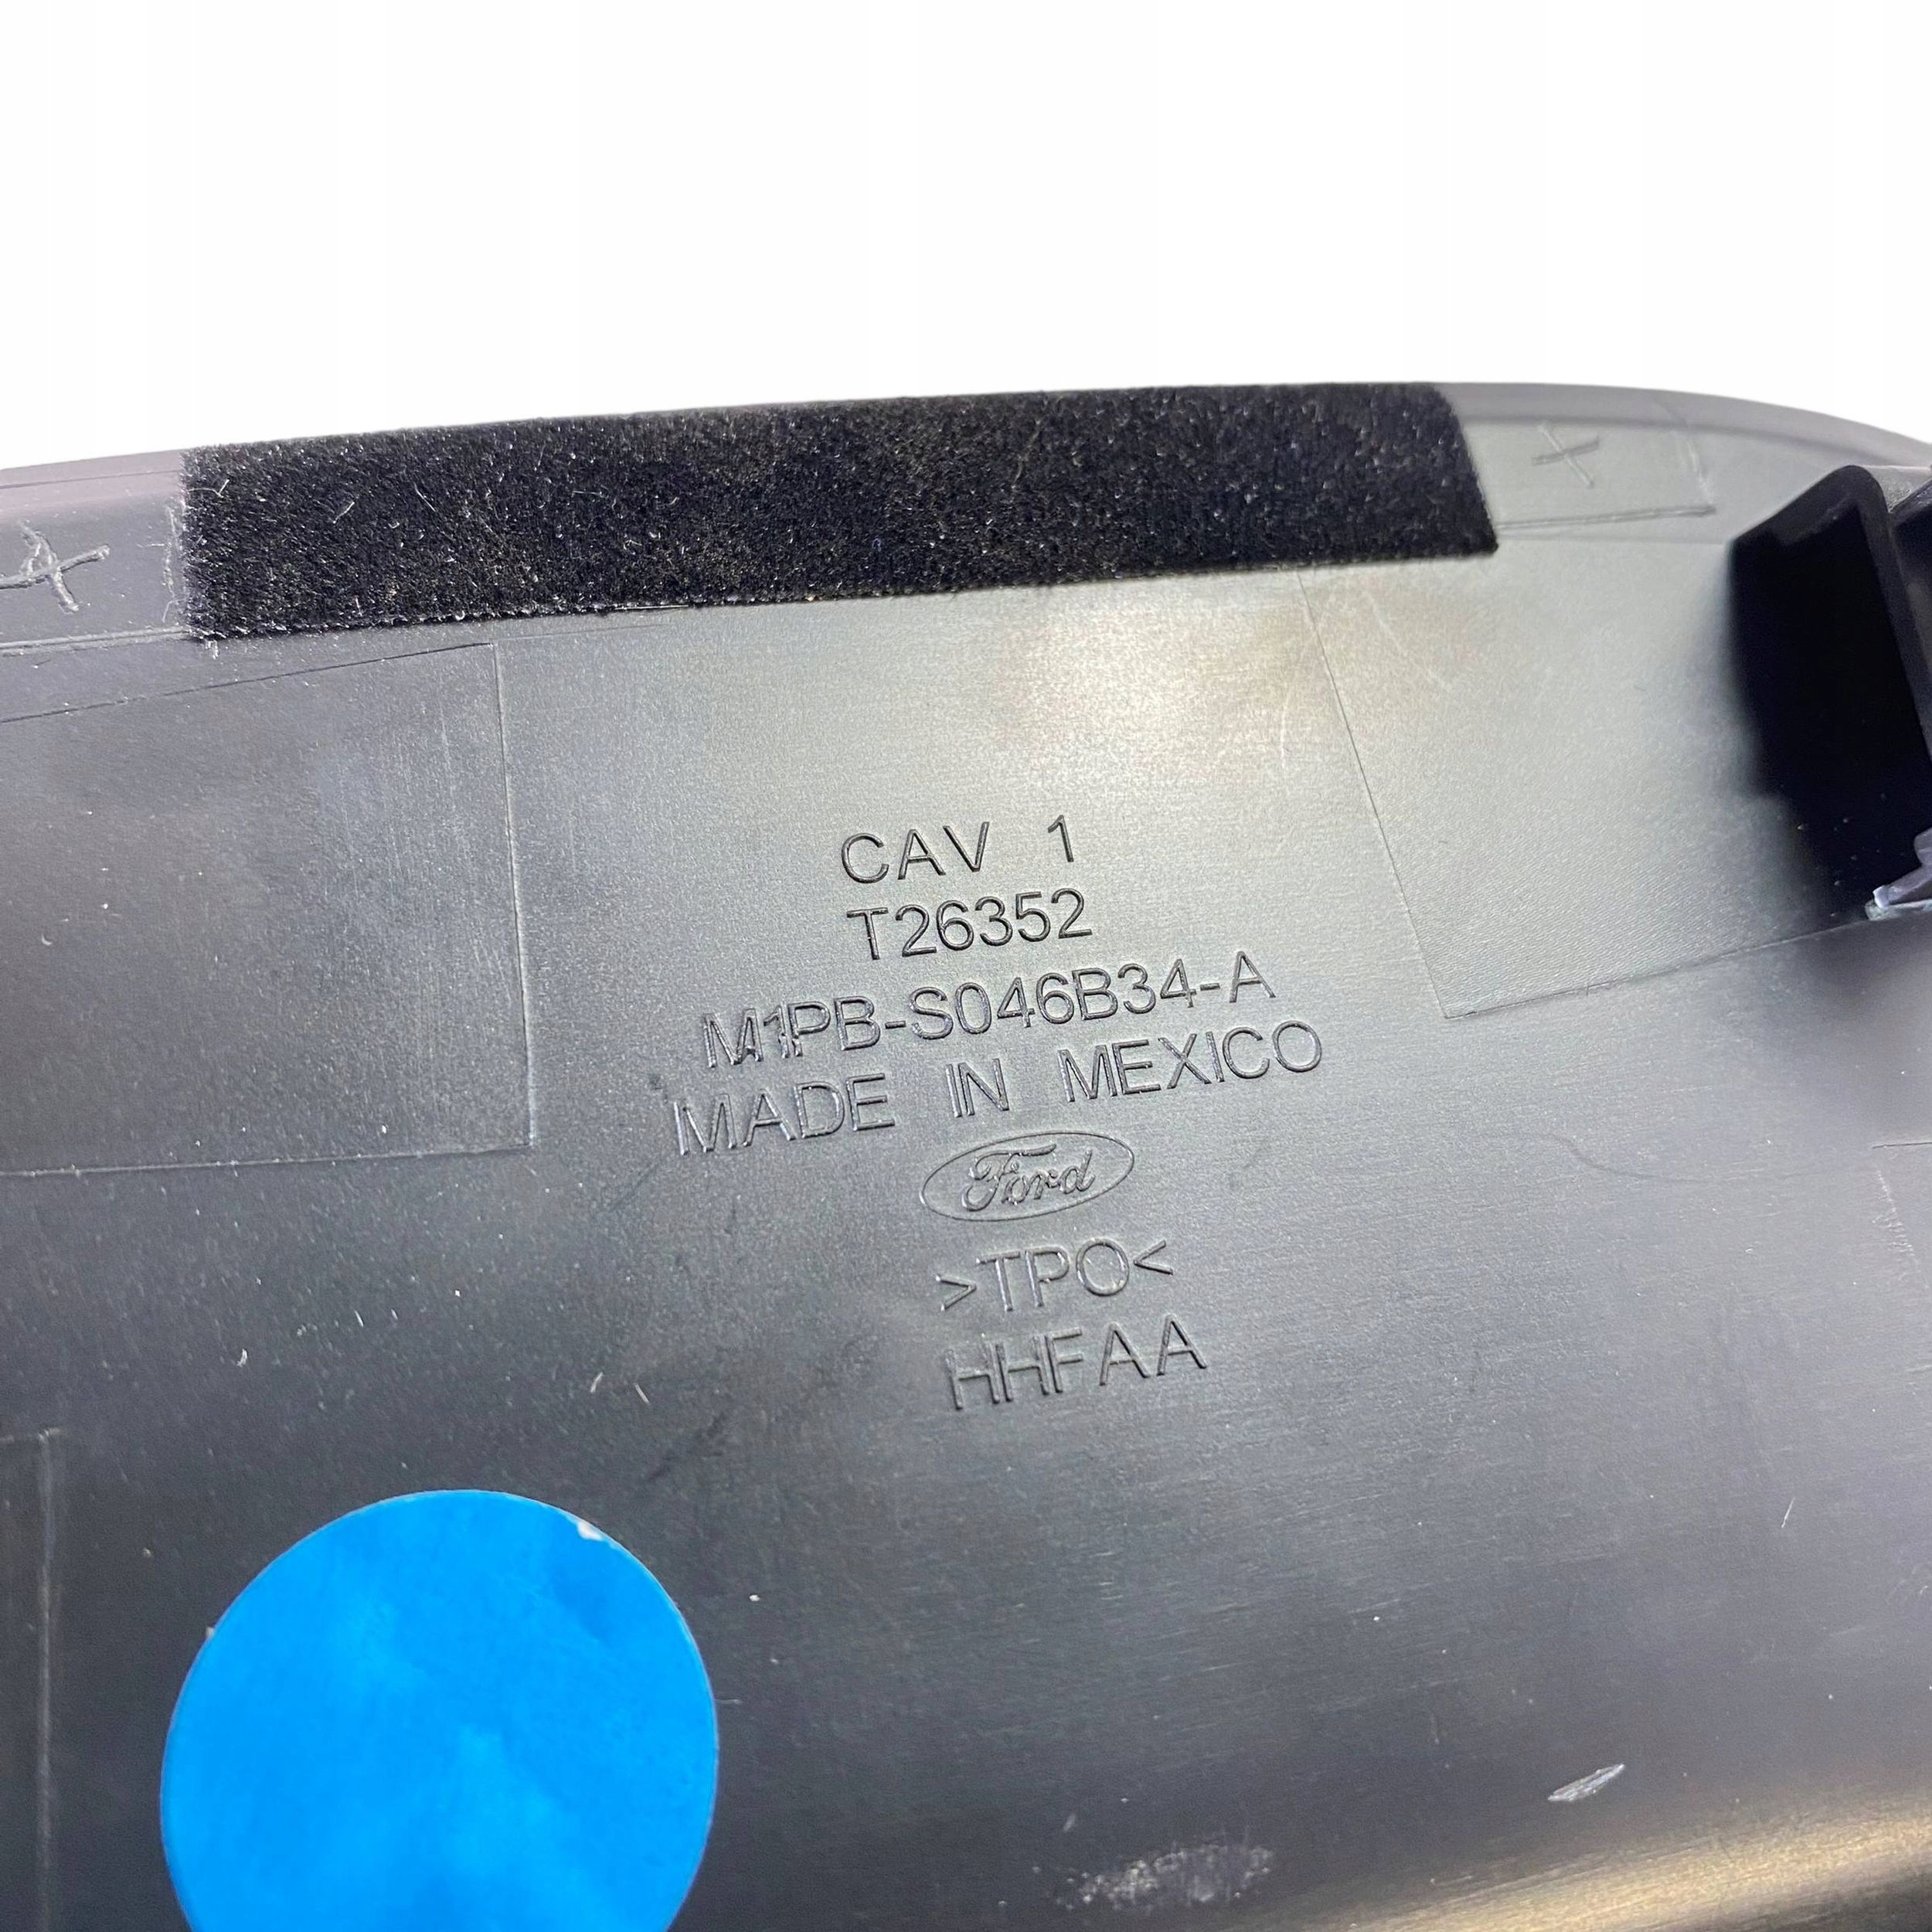 CAV 1
T26352
M1PB-S046B34-A
MADE IN MEXICO
Ford
>TPO<
HHFAA